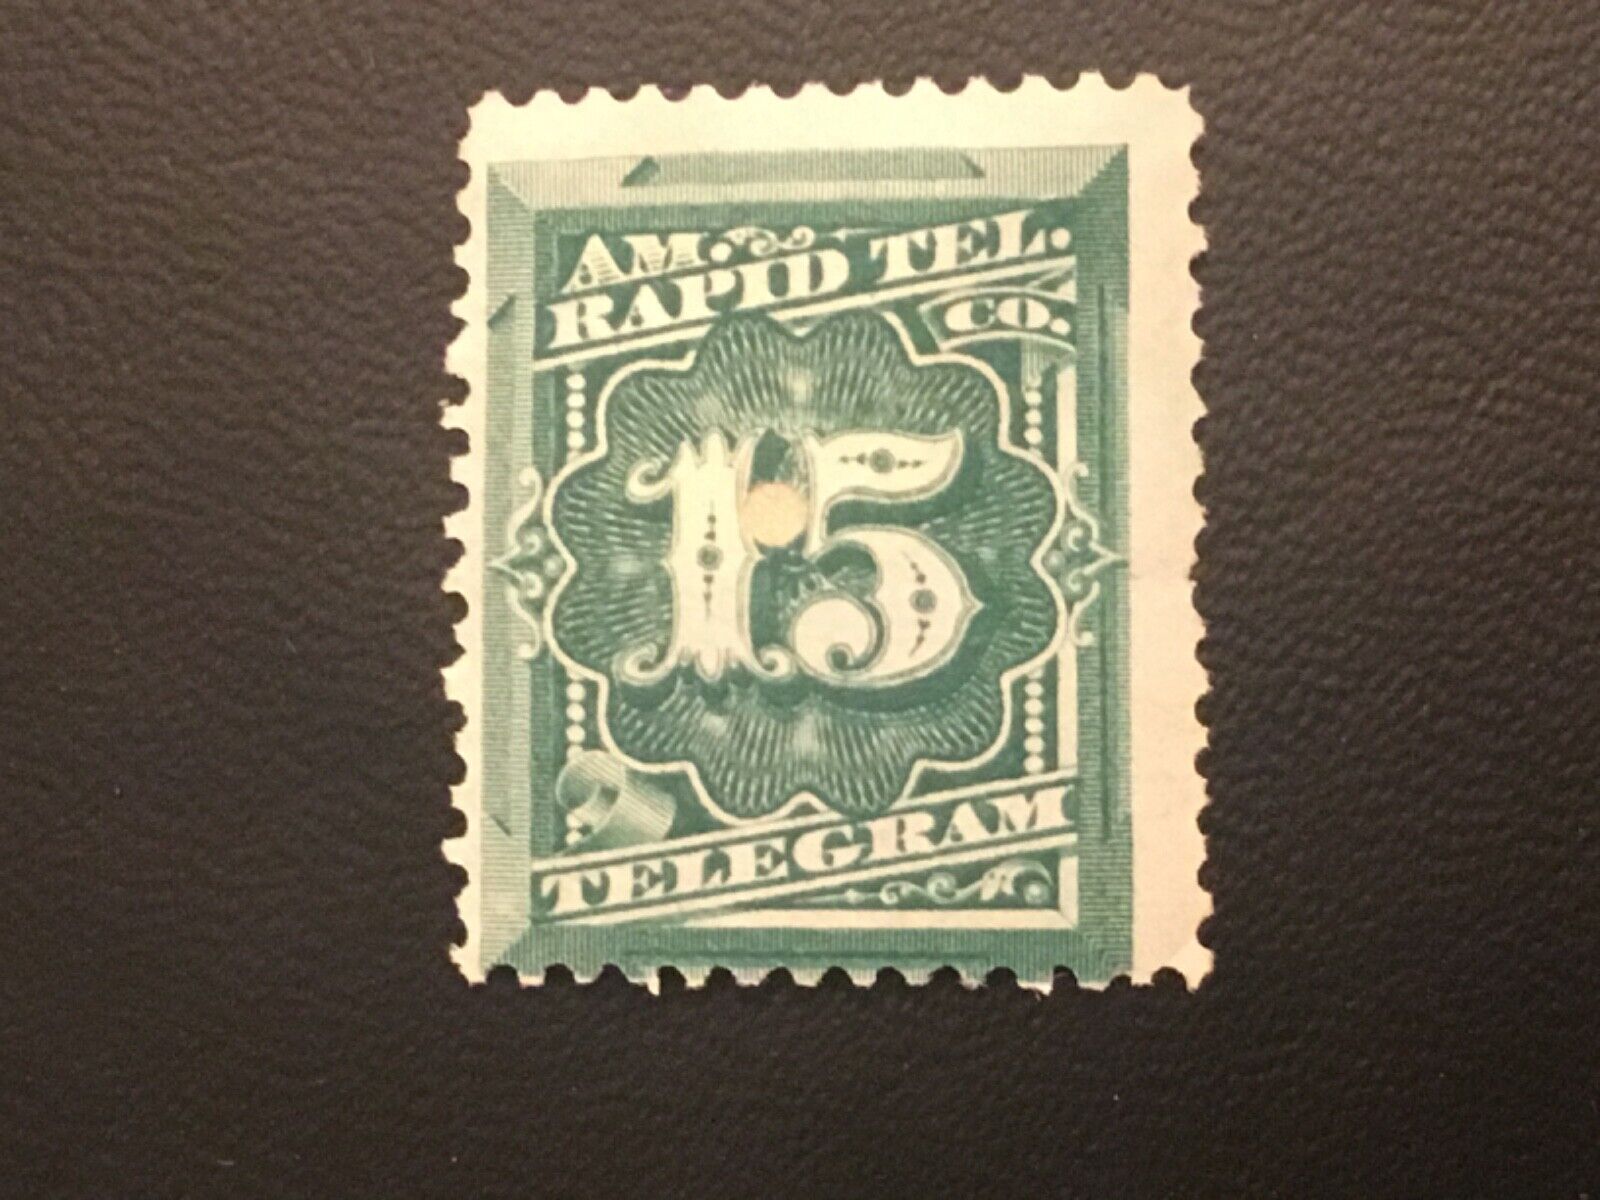 AM.
RAPID TEL.
CO.
15
TELEGRAM